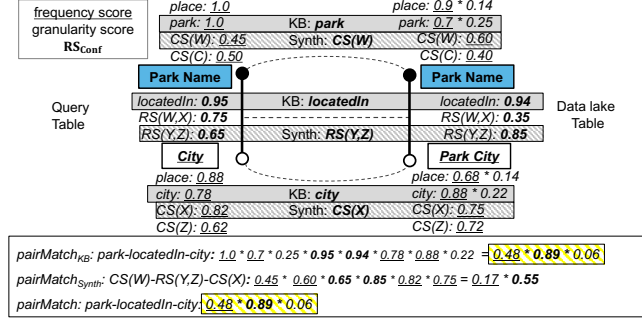 frequency score
granularity score
RS_Conf
place: 1.0
park: 1.0
CS(W): 0.45
CS(C): 0.50
KB: park
Synth: CS(W)
place: 0.9 * 0.14
park: 0.7 * 0.25
CS(W): 0.60
CS(C): 0.40
Park Name
Park Name
Query
Table
locatedIn: 0.95
RS(W,X): 0.75
RS(Y,Z): 0.65
KB: locatedIn
Synth: RS(Y,Z)
locatedIn: 0.94
RS(W,X): 0.35
RS(Y,Z): 0.85
Data lake
Table
City
Park City
place: 0.88
city: 0.78
CS(X): 0.82
CS(Z): 0.62
KB: city
Synth: CS(X)
place: 0.68 * 0.14
city: 0.88 * 0.22
CS(X): 0.75
CS(Z): 0.72
pairMatch_KB: park-locatedIn-city: 1.0 * 0.7 * 0.25 * 0.95 * 0.94 * 0.78 * 0.88 * 0.22 = 0.48 * 0.89 * 0.06
pairMatch_Synth: CS(W)-RS(Y,Z)-CS(X): 0.45 * 0.60 * 0.65 * 0.85 * 0.82 * 0.75 = 0.17 * 0.55
pairMatch: park-locatedIn-city: 0.48 * 0.89 * 0.06